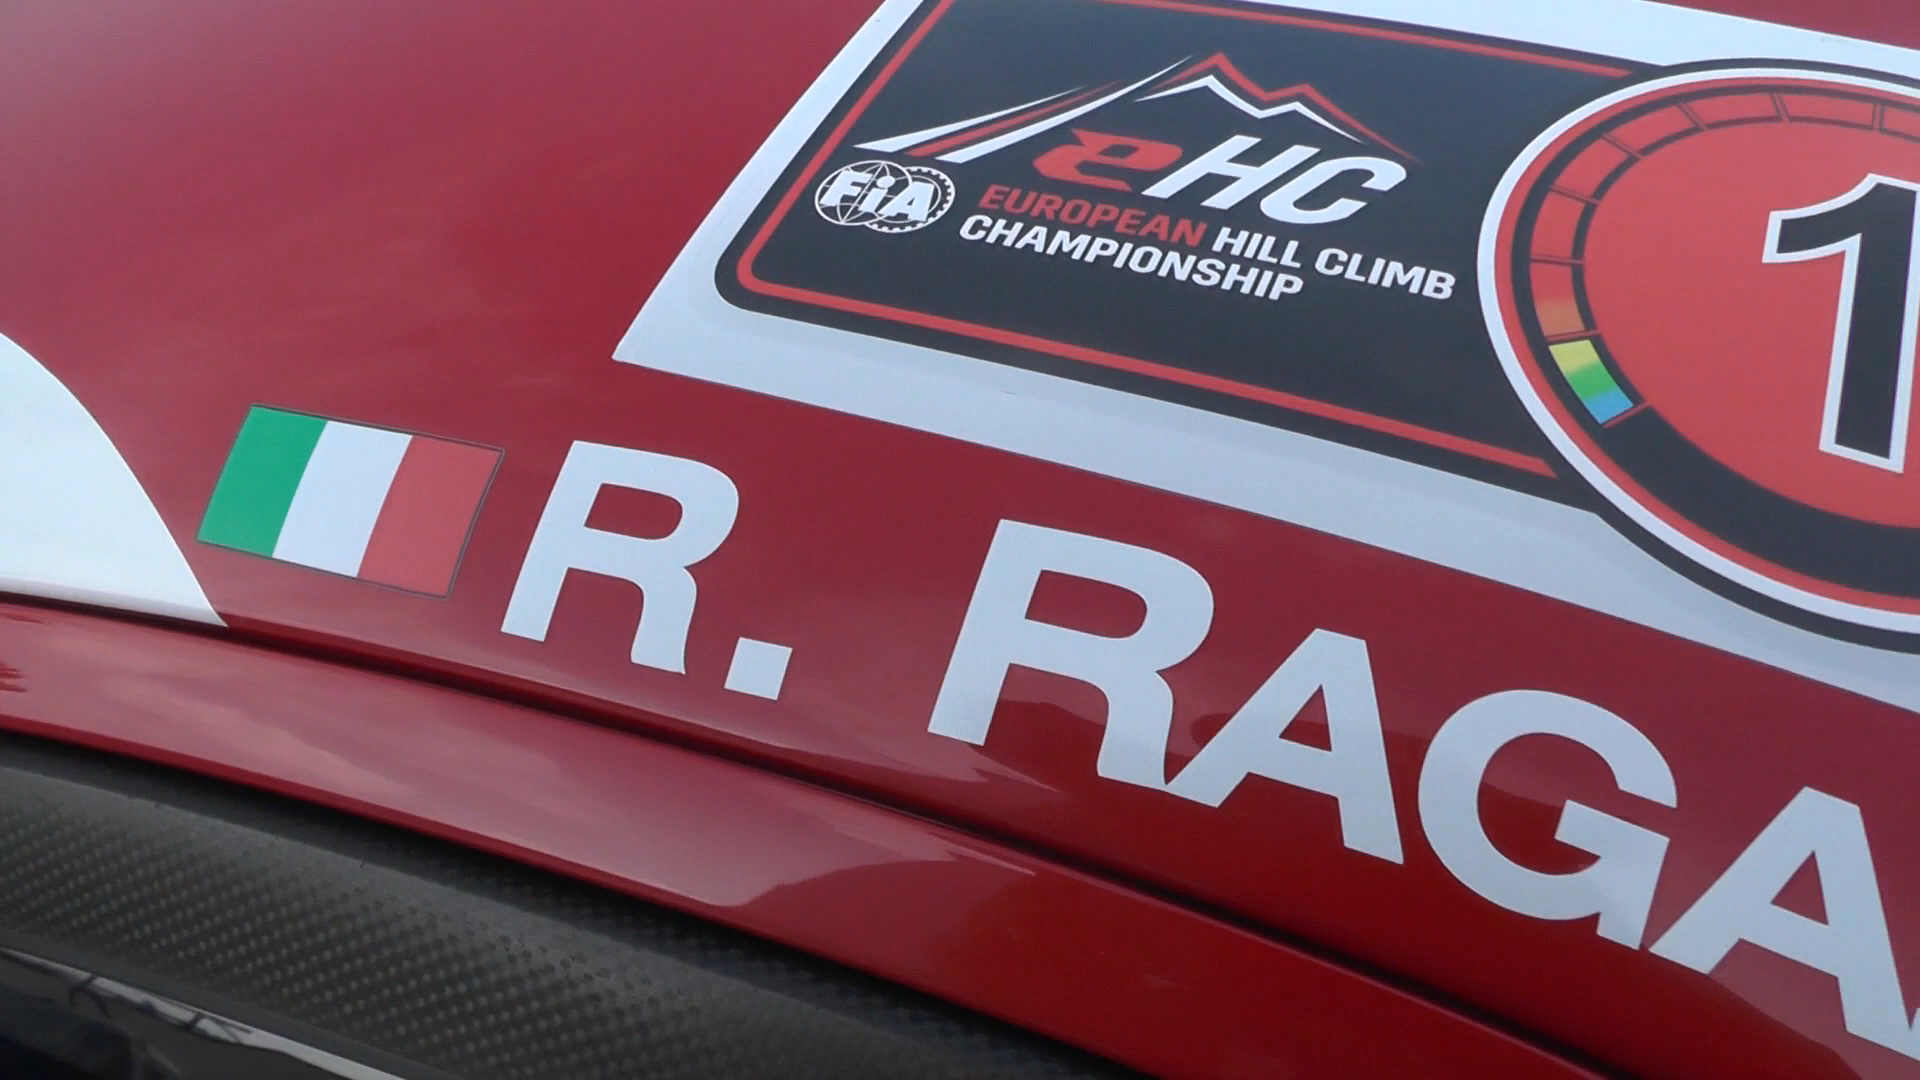 eHC
FiA
EUROPEAN HILL CLIMB
CHAMPIONSHIP
1
R. RAGA